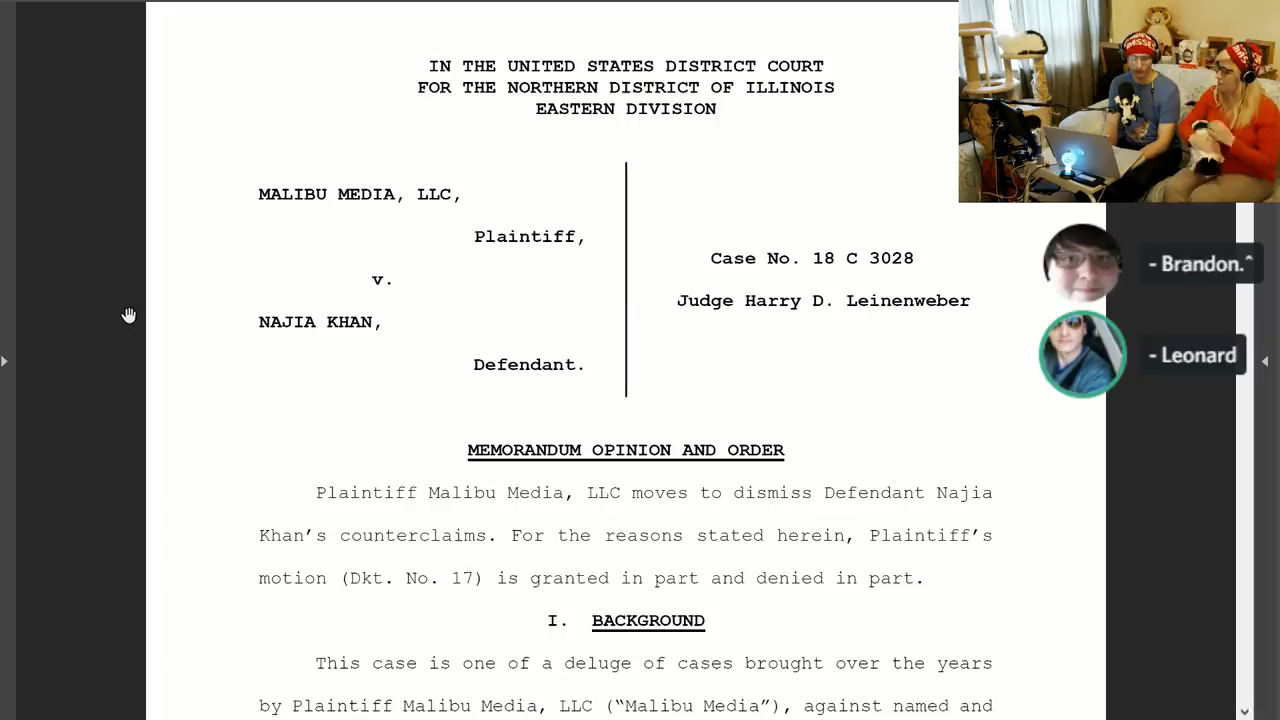 IN THE UNITED STATES DISTRICT COURT
FOR THE NORTHERN DISTRICT OF ILLINOIS
EASTERN DIVISION
MALIBU MEDIA, LLC,
Plaintiff,
v.
NAJIA KHAN,
Defendant.
Case No. 18 C 3028
Judge Harry D. Leinenweber
- Brandon.^
- Leonard
MEMORANDUM OPINION AND ORDER
Plaintiff Malibu Media, LLC moves to dismiss Defendant Najia
Khan’s counterclaims. For the reasons stated herein, Plaintiff’s
motion (Dkt. No. 17) is granted in part and denied in part.
I. BACKGROUND
This case is one of a deluge of cases brought over the years
by Plaintiff Malibu Media, LLC (“Malibu Media”), against named and